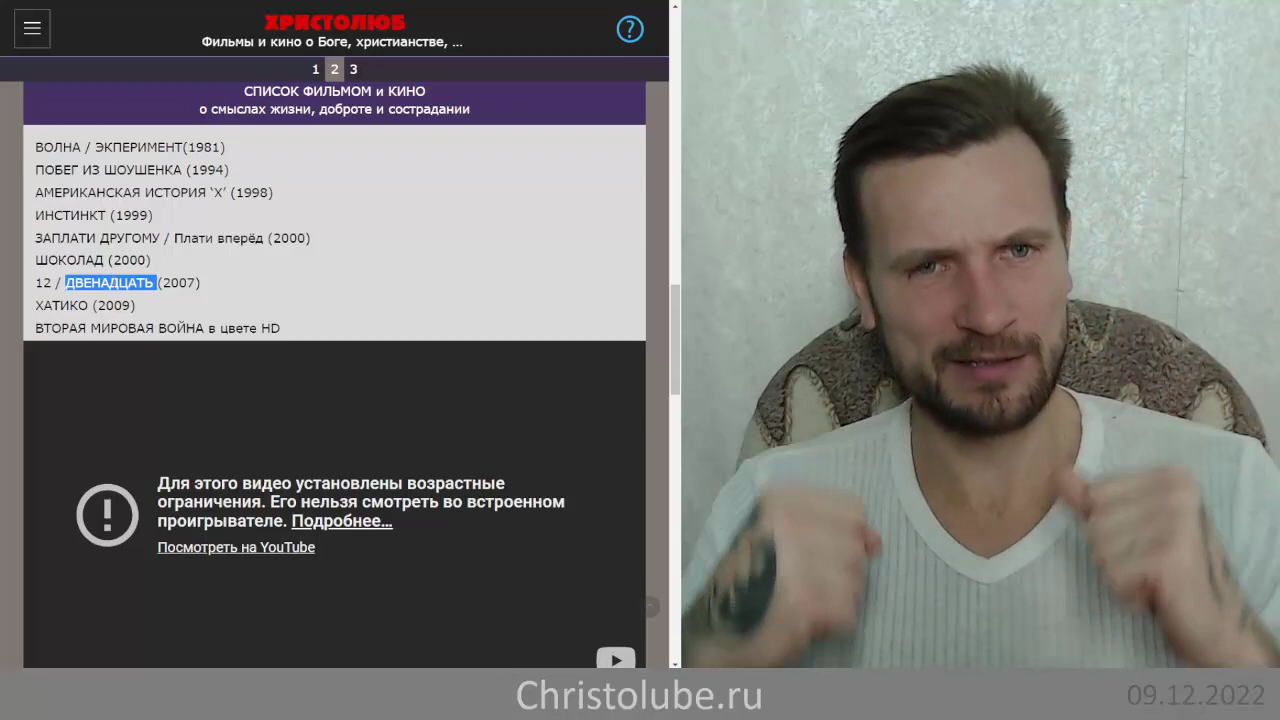 ХРИСТОЛЮБ
Фильмы и кино о Боге, христианстве, ...
1 2 3
СПИСОК ФИЛЬМОМ и КИНО
о смыслах жизни, доброте и сострадании
ВОЛНА / ЭКПЕРИМЕНТ(1981)
ПОБЕГ ИЗ ШОУШЕНКА (1994)
АМЕРИКАНСКАЯ ИСТОРИЯ ‘X’ (1998)
ИНСТИНКТ (1999)
ЗАПЛАТИ ДРУГОМУ / Плати вперёд (2000)
ШОКОЛАД (2000)
12 / ДВЕНАДЦАТЬ (2007)
ХАТИКО (2009)
ВТОРАЯ МИРОВАЯ ВОЙНА в цвете HD
Для этого видео установлены возрастные
ограничения. Его нельзя смотреть во встроенном
проигрывателе. Подробнее...
Посмотреть на YouTube
Christolube.ru
09.12.2022